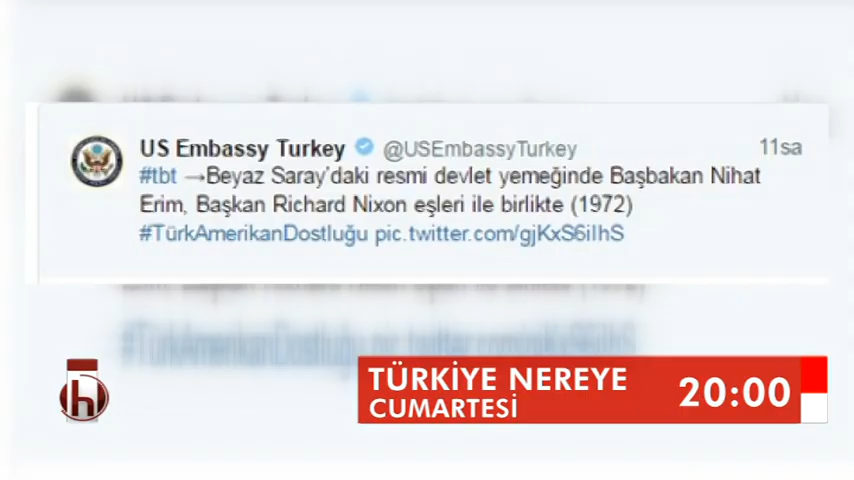 US Embassy Turkey @USEmbassyTurkey 11sa
#tbt →Beyaz Saray'daki resmi devlet yemeğinde Başbakan Nihat
Erim, Başkan Richard Nixon eşleri ile birlikte (1972)
#TürkAmerikanDostluğu pic.twitter.com/gjKxS6iIhS
#TürkAmerikanDostluğu
h
TÜRKİYE NEREYE
CUMARTESİ
20:00